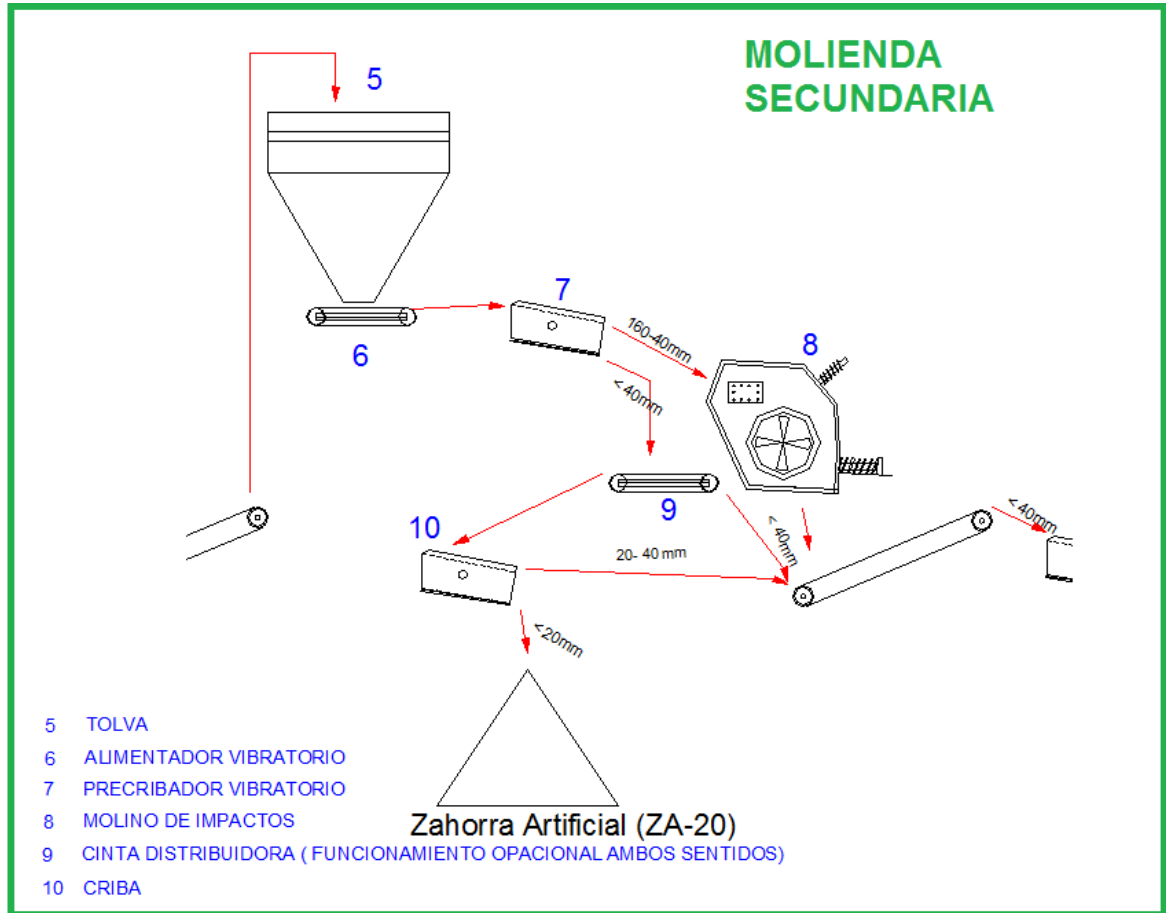 MOLIENDA
SECUNDARIA
5
7
6
160-40mm
8
<40mm
9
10
<40mm
<40mm
20- 40 mm
<20mm
5 TOLVA
6 ALIMENTADOR VIBRATORIO
7 PRECRIBADOR VIBRATORIO
8 MOLINO DE IMPACTOS
Zahorra Artificial (ZA-20)
9 CINTA DISTRIBUIDORA ( FUNCIONAMIENTO OPACIONAL AMBOS SENTIDOS)
10 CRIBA